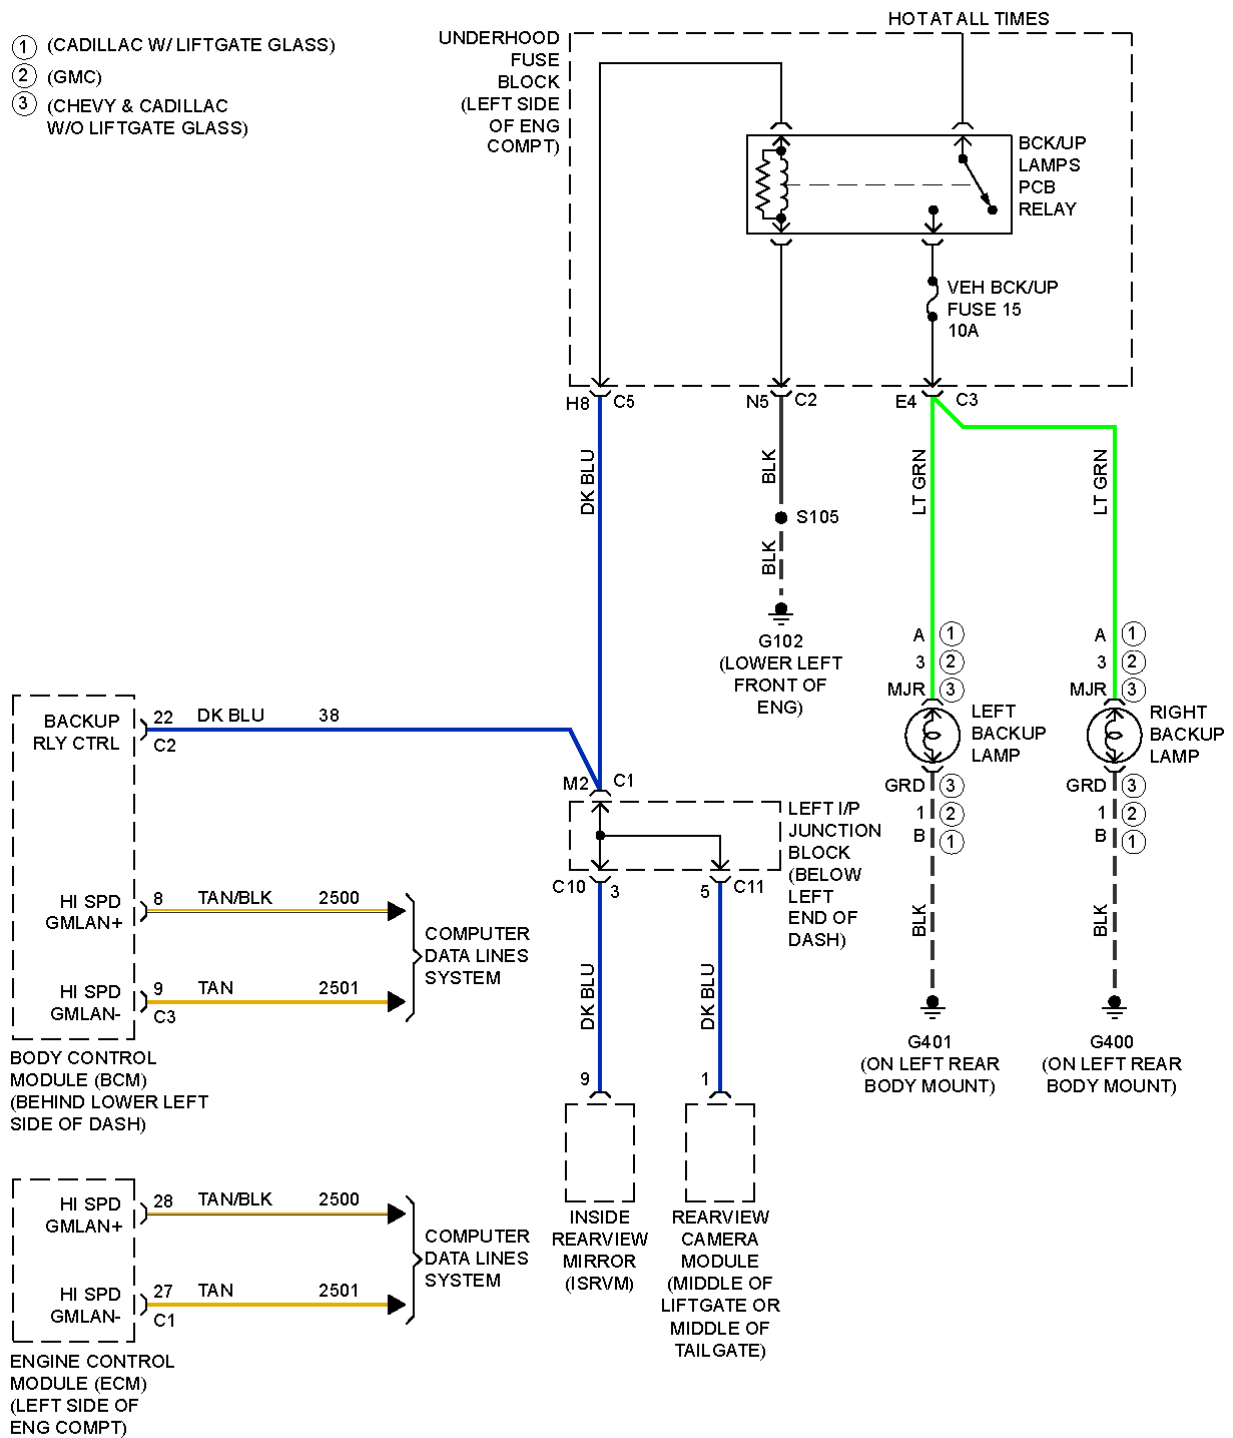 HOT AT ALL TIMES
1 (CADILLAC W/ LIFTGATE GLASS)
2 (GMC)
3 (CHEVY & CADILLAC
W/O LIFTGATE GLASS)
UNDERHOOD
FUSE
BLOCK
(LEFT SIDE
OF ENG
COMPT)
BCK/UP
LAMPS
PCB
RELAY
VEH BCK/UP
FUSE 15
10A
H8 C5
N5 C2
E4 C3
DK BLU
BLK
S105
BLK
G102
(LOWER LEFT
FRONT OF
ENG)
LT GRN
LT GRN
A 1
3 2
MJR 3
LEFT
BACKUP
LAMP
GRD 3
1 2
B 1
BLK
G401
(ON LEFT REAR
BODY MOUNT)
A 1
3 2
MJR 3
RIGHT
BACKUP
LAMP
GRD 3
1 2
B 1
BLK
G400
(ON LEFT REAR
BODY MOUNT)
BACKUP
RLY CTRL
22 DK BLU 38
C2
M2 C1
LEFT I/P
JUNCTION
BLOCK
(BELOW
LEFT
END OF
DASH)
C10 3
5 C11
HI SPD
GMLAN+
8 TAN/BLK 2500
HI SPD
GMLAN-
9 TAN 2501
C3
COMPUTER
DATA LINES
SYSTEM
BODY CONTROL
MODULE (BCM)
(BEHIND LOWER LEFT
SIDE OF DASH)
DK BLU
DK BLU
9
1
INSIDE
REARVIEW
MIRROR
(ISRVM)
REARVIEW
CAMERA
MODULE
(MIDDLE OF
LIFTGATE OR
MIDDLE OF
TAILGATE)
HI SPD
GMLAN+
28 TAN/BLK 2500
HI SPD
GMLAN-
27 TAN 2501
C1
COMPUTER
DATA LINES
SYSTEM
ENGINE CONTROL
MODULE (ECM)
(LEFT SIDE OF
ENG COMPT)